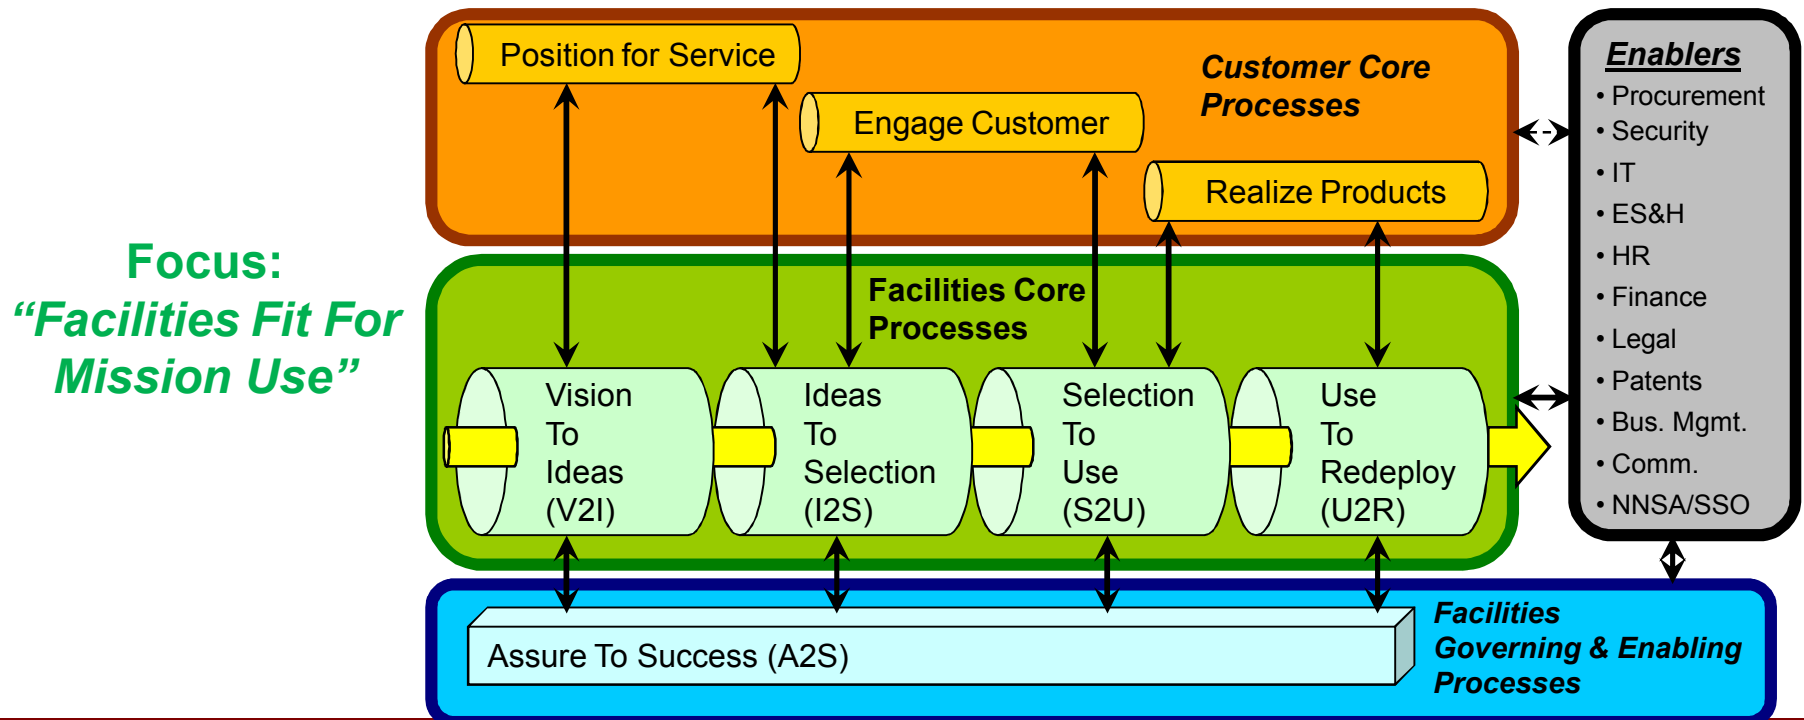 Focus:
“Facilities Fit For
Mission Use”
Position for Service
Engage Customer
Realize Products
Customer Core
Processes
Facilities Core
Processes
Vision
To
Ideas
(V2I)
Ideas
To
Selection
(I2S)
Selection
To
Use
(S2U)
Use
To
Redeploy
(U2R)
Assure To Success (A2S)
Facilities
Governing & Enabling
Processes
Enablers
• Procurement
• Security
• IT
• ES&H
• HR
• Finance
• Legal
• Patents
• Bus. Mgmt.
• Comm.
• NNSA/SSO